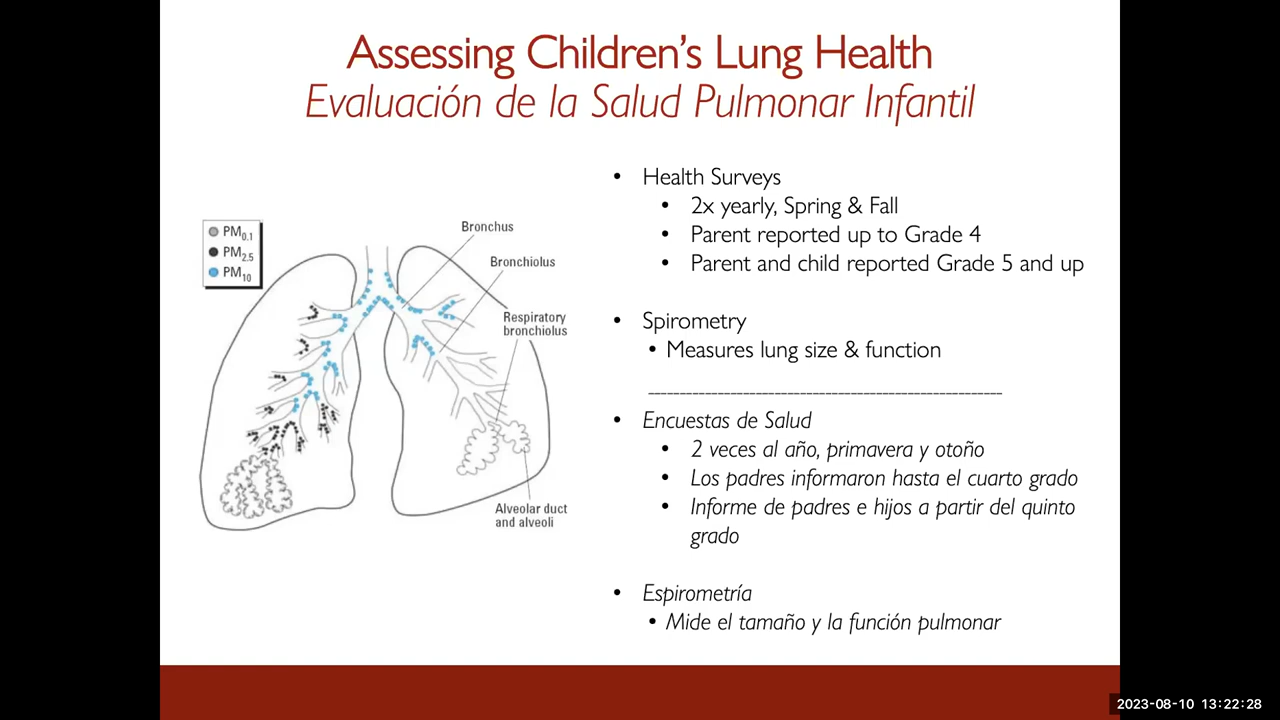 Assessing Children’s Lung Health
Evaluación de la Salud Pulmonar Infantil
PM0.1
PM2.5
PM10
Bronchus
Bronchiolus
Respiratory
bronchiolus
Alveolar duct
and alveoli
• Health Surveys
• 2x yearly, Spring & Fall
• Parent reported up to Grade 4
• Parent and child reported Grade 5 and up
• Spirometry
• Measures lung size & function
• Encuestas de Salud
• 2 veces al año, primavera y otoño
• Los padres informaron hasta el cuarto grado
• Informe de padres e hijos a partir del quinto
grado
• Espirometría
• Mide el tamaño y la función pulmonar
2023-08-10 13:22:28